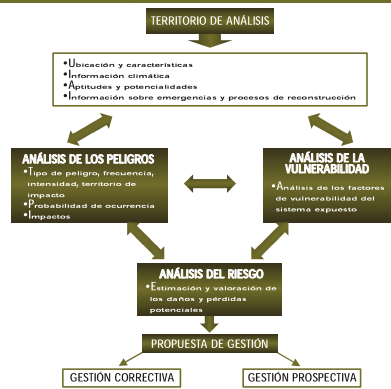 TERRITORIO DE ANÁLISIS
•Ubicación y características
•Información climática
•Aptitudes y potencialidades
•Información sobre emergencias y procesos de reconstrucción
ANÁLISIS DE LOS PELIGROS
•Tipo de peligro, frecuencia,
intensidad, territorio de
impacto
•Probabilidad de ocurrencia
•Impactos
ANÁLISIS DE LA
VULNERABILIDAD
•Análisis de los factores
de vulnerabilidad del
sistema expuesto
ANÁLISIS DEL RIESGO
•Estimación y valoración de
los daños y pérdidas
potenciales
PROPUESTA DE GESTIÓN
GESTIÓN CORRECTIVA
GESTIÓN PROSPECTIVA